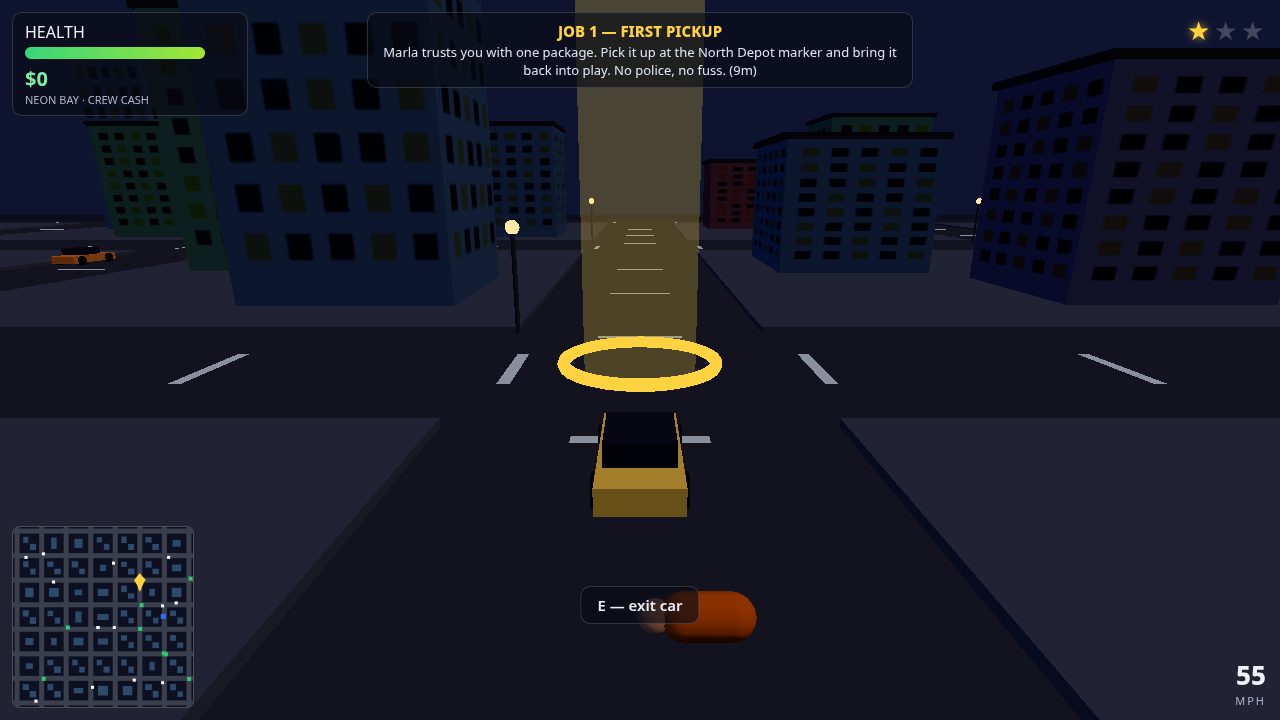 HEALTH
$0
NEON BAY · CREW CASH
JOB 1 — FIRST PICKUP
Marla trusts you with one package. Pick it up at the North Depot marker and bring it
back into play. No police, no fuss. (9m)
E — exit car
55
MPH